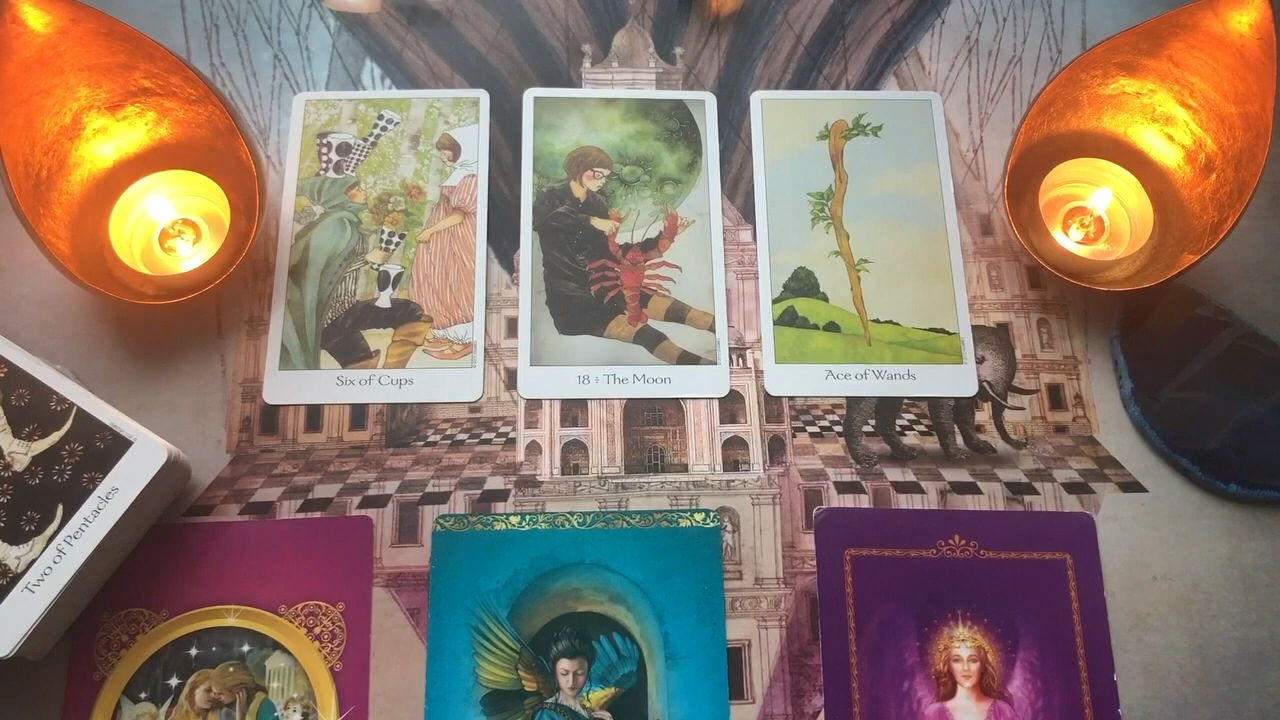 Six of Cups
18 The Moon
Ace of Wands
Two of Pentacles